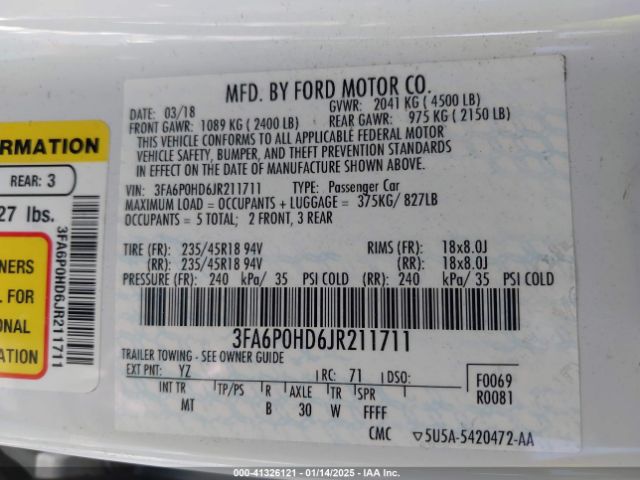 MFD. BY FORD MOTOR CO.
DATE: 03/18
GVWR: 2041 KG ( 4500 LB)
FRONT GAWR: 1089 KG ( 2400 LB)
REAR GAWR: 975 KG ( 2150 LB)
THIS VEHICLE CONFORMS TO ALL APPLICABLE FEDERAL MOTOR
VEHICLE SAFETY, BUMPER, AND THEFT PREVENTION STANDARDS
IN EFFECT ON THE DATE OF MANUFACTURE SHOWN ABOVE.
VIN: 3FA6P0HD6JR211711 TYPE: Passenger Car
MAXIMUM LOAD = OCCUPANTS + LUGGAGE = 375KG/ 827LB
OCCUPANTS = 5 TOTAL; 2 FRONT, 3 REAR
TIRE (FR): 235/45R18 94V RIMS (FR): 18x8.0J
(RR): 235/45R18 94V (RR): 18x8.0J
PRESSURE (FR): 240 kPa/ 35 PSI COLD (RR): 240 kPa/ 35 PSI COLD
3FA6P0HD6JR211711
TRAILER TOWING - SEE OWNER GUIDE
EXT PNT: YZ RC: 71 DSO:
F0069
R0081
INT TR TP/PS R AXLE TR SPR
MT B 30 W FFFF
CMC 5U5A-5420472-AA
ORMATION
REAR: 3
27 lbs.
NERS
L FOR
ONAL
TION
3FA6P0HD6JR211711
000-41326121 - 01/14/2025 - IAA Inc.